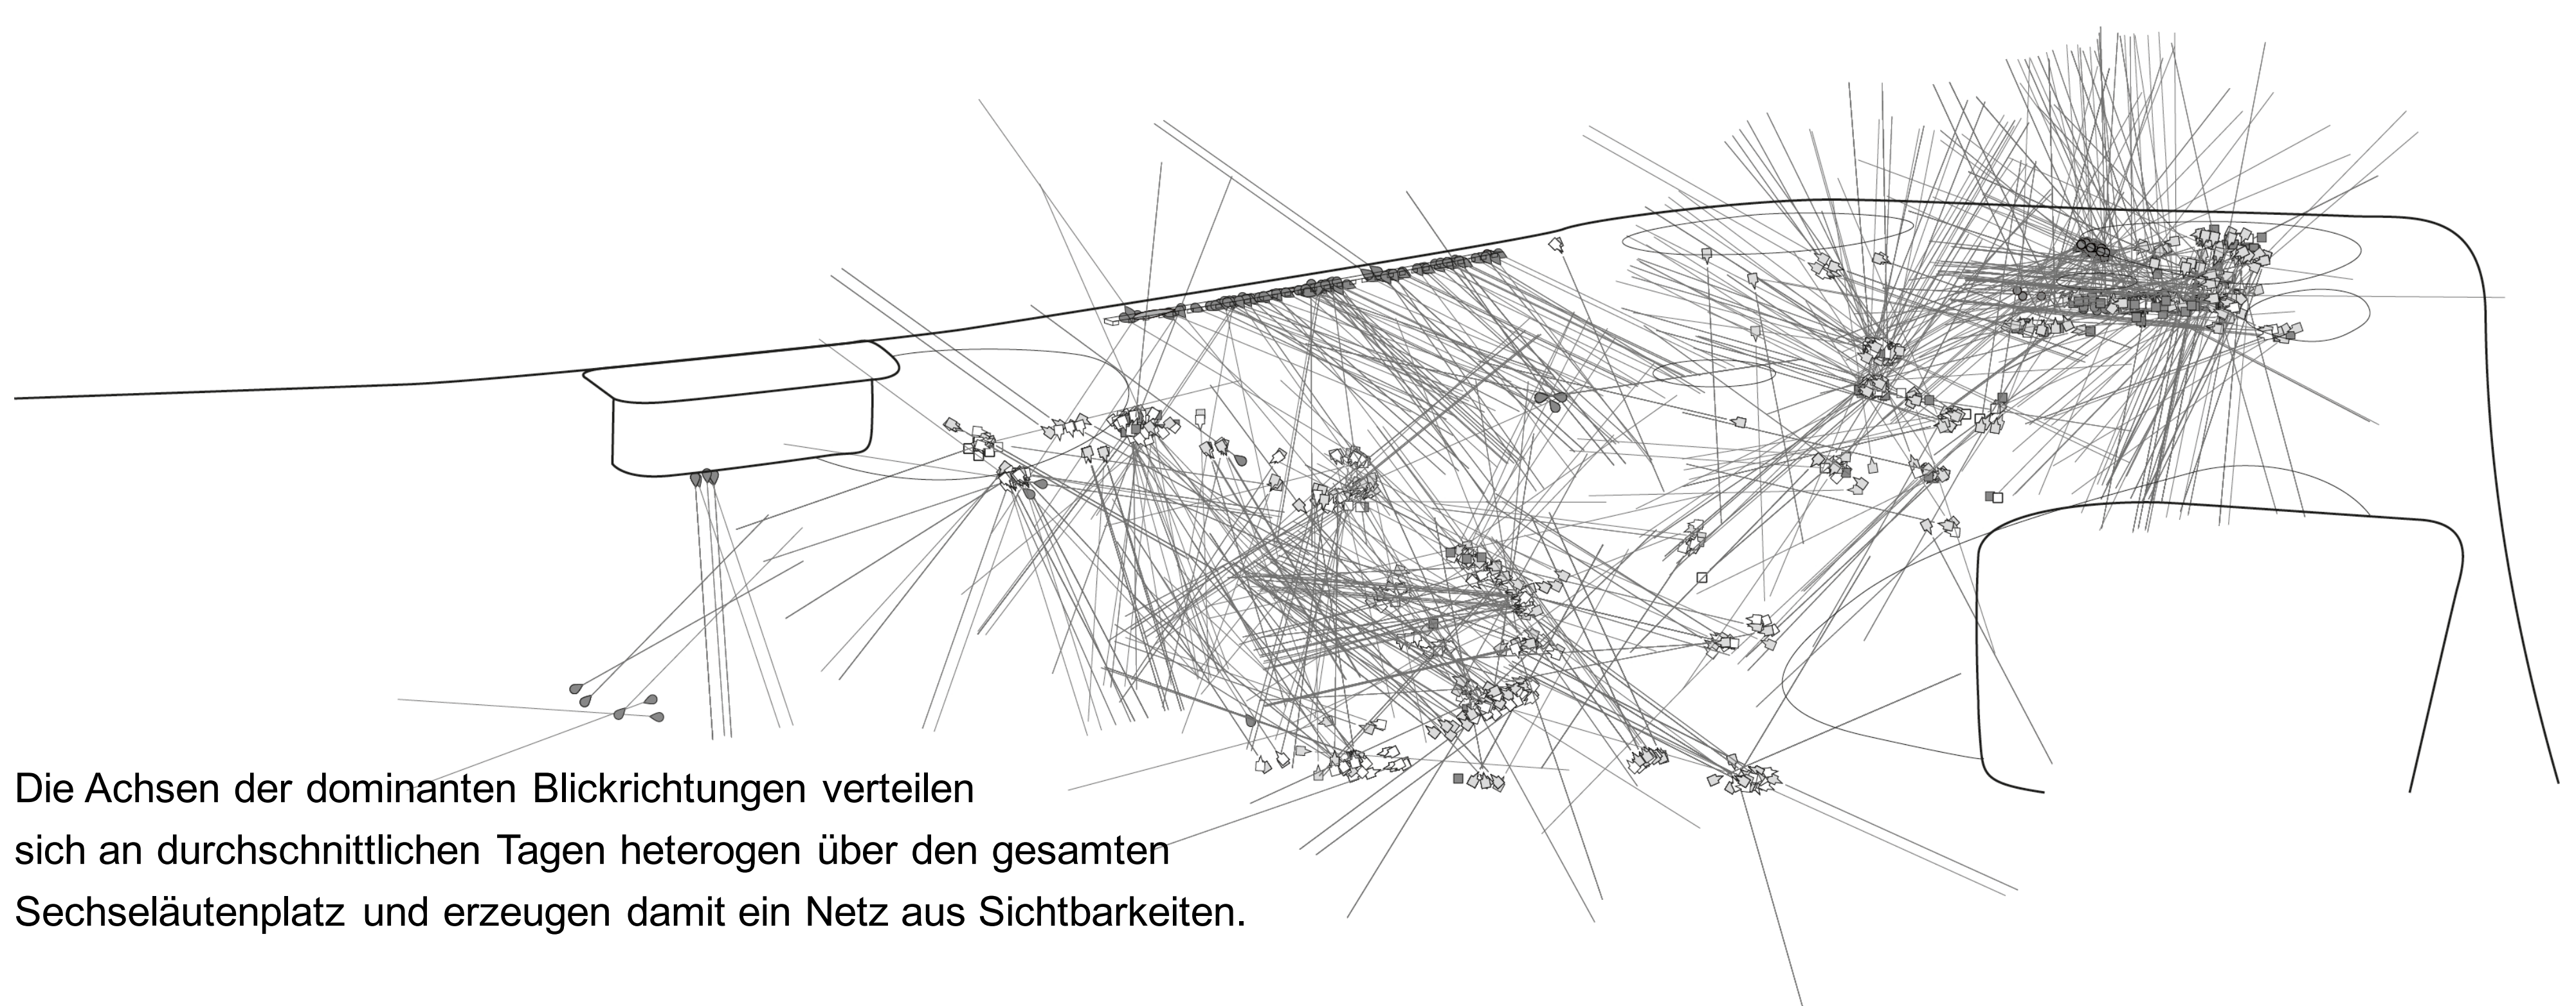 Die Achsen der dominanten Blickrichtungen verteilen
sich an durchschnittlichen Tagen heterogen über den gesamten
Sechseläutenplatz und erzeugen damit ein Netz aus Sichtbarkeiten.